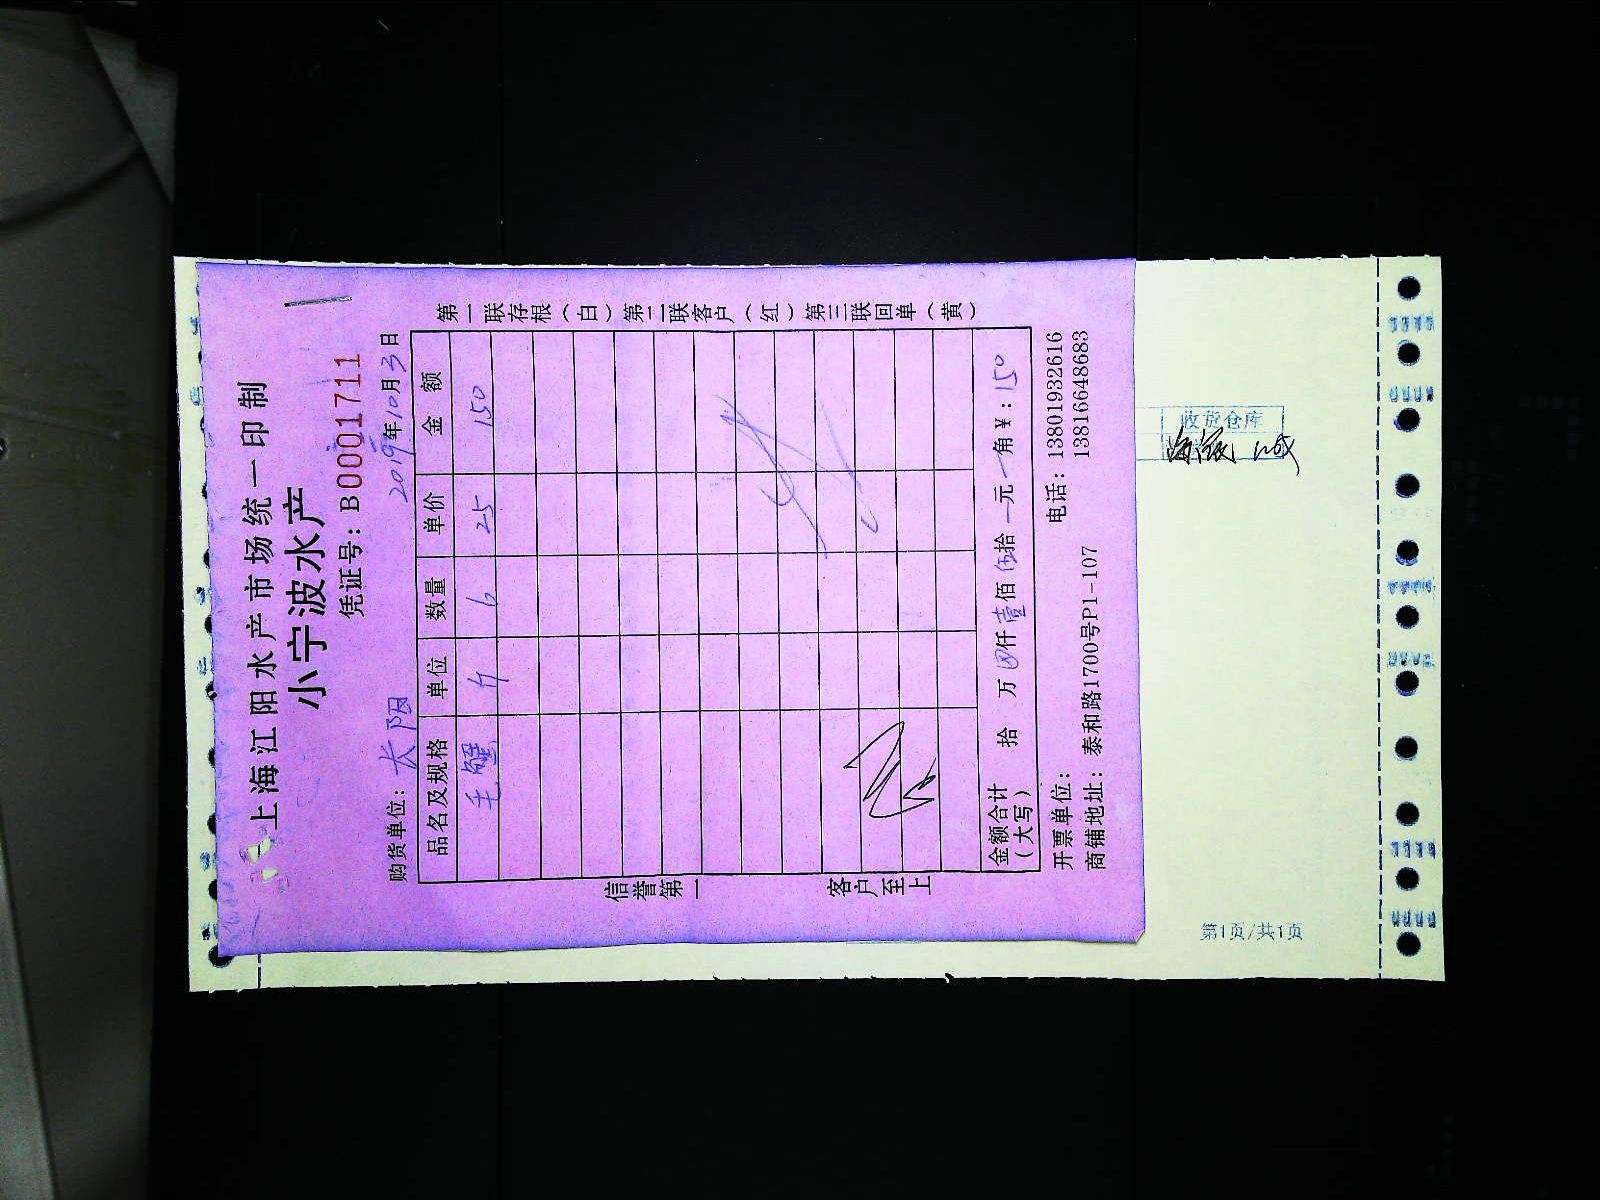 上海江阳水产市场统一印制
小宁波水产
凭证号：B0001711
购货单位：太阳 2019年10月3日
品名及规格 单位 数量 单价 金额
毛蟹 斤 6 25 150
金额合计（大写） 拾 万 仟 壹佰 伍拾 元 角 ¥：150
开票单位： 电话：13801932616
商铺地址：泰和路1700号P1-107 13816648683
第一联存根（白）第二联客户（红）第三联回单（黄）
信誉第一 客户至上
收货仓库
第1页/共1页